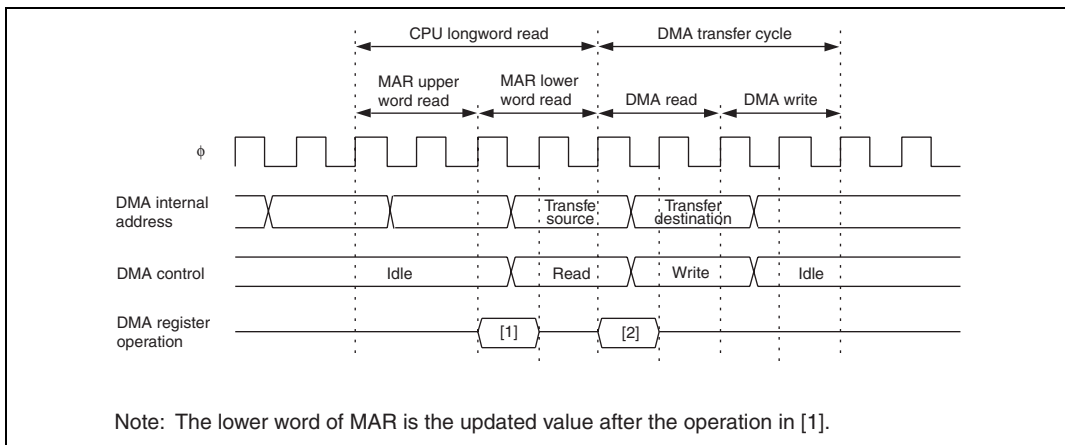 CPU longword read DMA transfer cycle
MAR upper word read MAR lower word read DMA read DMA write
ϕ
DMA internal address Transfe source Transfer destination
DMA control Idle Read Write Idle
DMA register operation [1] [2]
Note: The lower word of MAR is the updated value after the operation in [1].